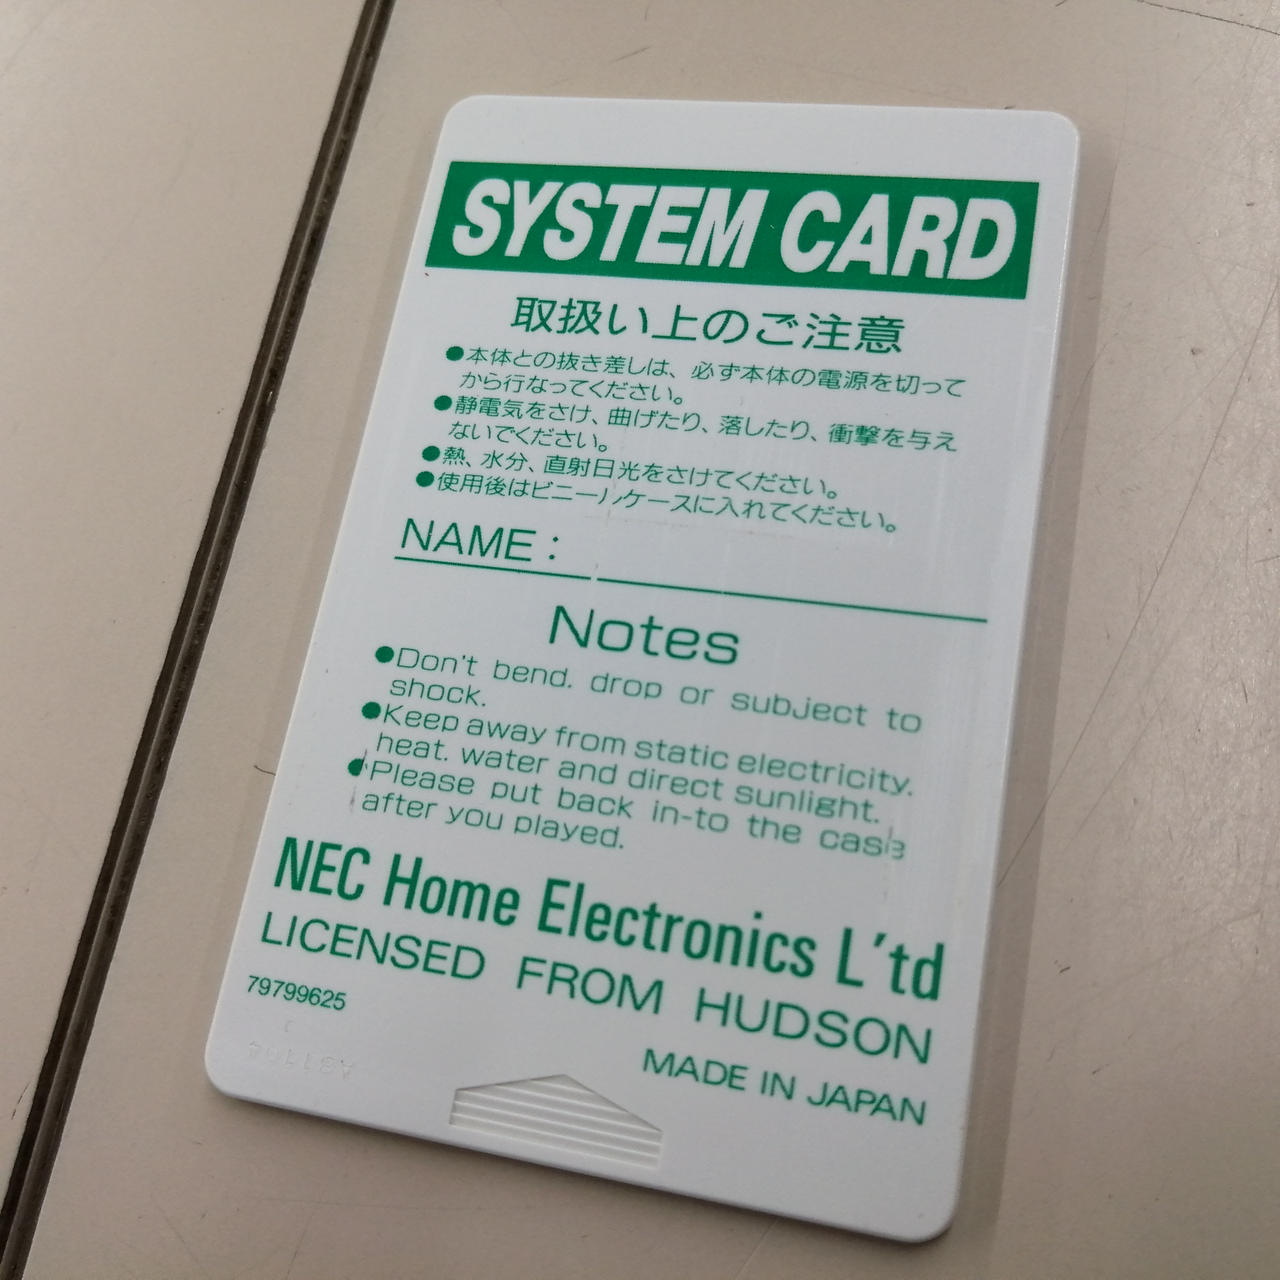 SYSTEM CARD
取扱い上のご注意
●本体との抜き差しは、必ず本体の電源を切って
から行なってください。
●静電気をさけ、曲げたり、落したり、衝撃を与え
ないでください。
●熱、水分、直射日光をさけてください。
●使用後はビニールケースに入れてください。
NAME :
Notes
●Don't bend. drop or subject to
shock.
●Keep away from static electricity.
heat. water and direct sunlight.
●Please put back in-to the case
after you played.
NEC Home Electronics L'td
LICENSED FROM HUDSON
79799625
MADE IN JAPAN